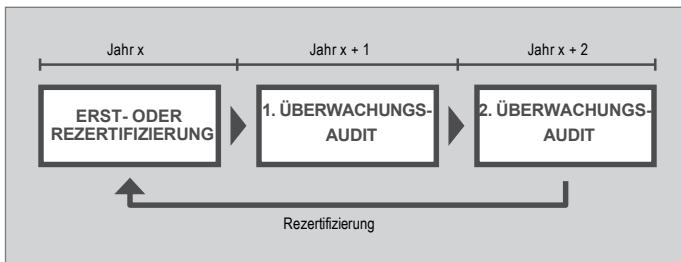 Jahr x
Jahr x + 1
Jahr x + 2
ERST- ODER
REZERTIFIZIERUNG
1. ÜBERWACHUNGS-
AUDIT
2. ÜBERWACHUNGS-
AUDIT
Rezertifizierung